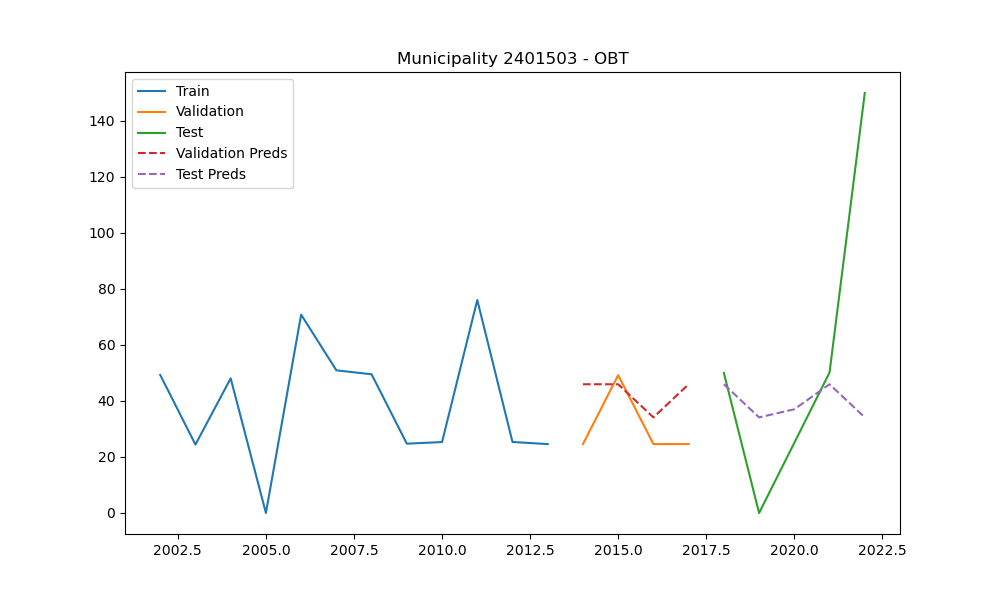 Municipality 2401503 - OBT
Train
Validation
Test
Validation Preds
Test Preds
140
120
100
80
60
40
20
0
2002.5 2005.0 2007.5 2010.0 2012.5 2015.0 2017.5 2020.0 2022.5